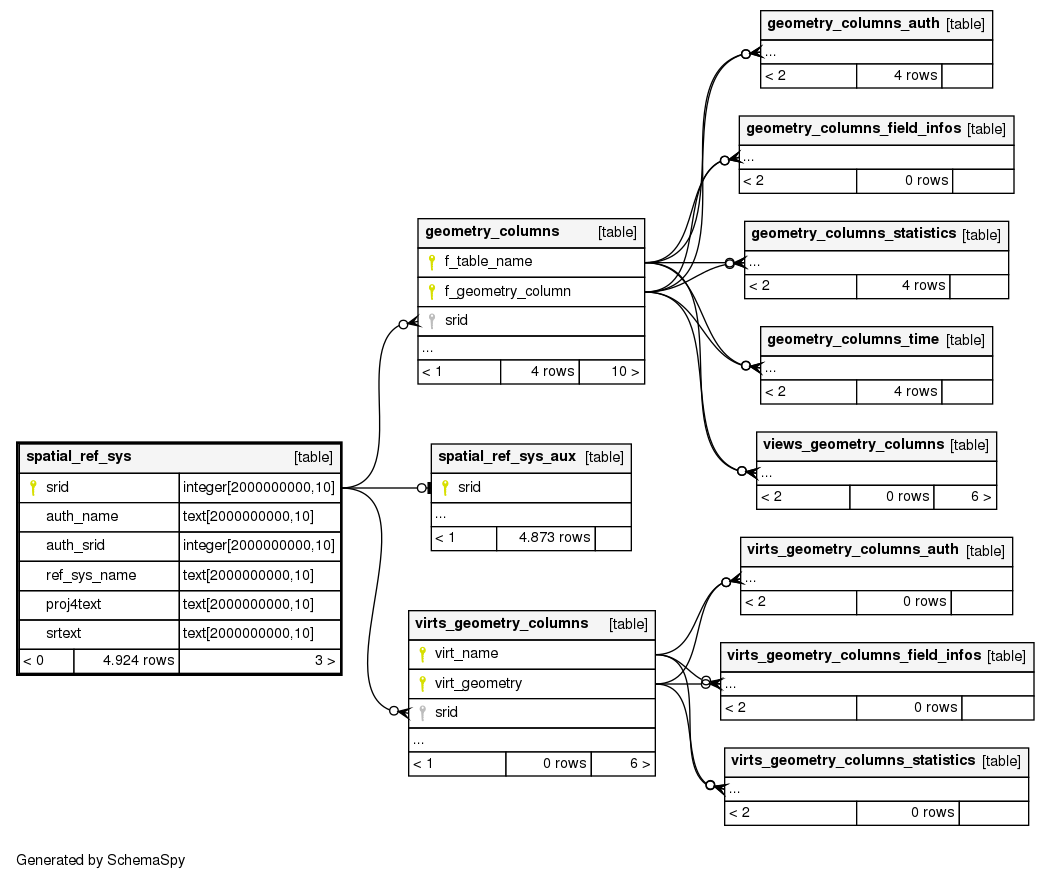 geometry_columns_auth [table]
...
< 2 4 rows
geometry_columns_field_infos [table]
...
< 2 0 rows
geometry_columns [table]
f_table_name
f_geometry_column
srid
...
< 1 4 rows 10 >
geometry_columns_statistics [table]
...
< 2 4 rows
geometry_columns_time [table]
...
< 2 4 rows
views_geometry_columns [table]
...
< 2 0 rows 6 >
spatial_ref_sys [table]
srid integer[2000000000,10]
auth_name text[2000000000,10]
auth_srid integer[2000000000,10]
ref_sys_name text[2000000000,10]
proj4text text[2000000000,10]
srtext text[2000000000,10]
< 0 4.924 rows 3 >
spatial_ref_sys_aux [table]
srid
...
< 1 4.873 rows
virts_geometry_columns [table]
virt_name
virt_geometry
srid
...
< 1 0 rows 6 >
virts_geometry_columns_auth [table]
...
< 2 0 rows
virts_geometry_columns_field_infos [table]
...
< 2 0 rows
virts_geometry_columns_statistics [table]
...
< 2 0 rows
Generated by SchemaSpy